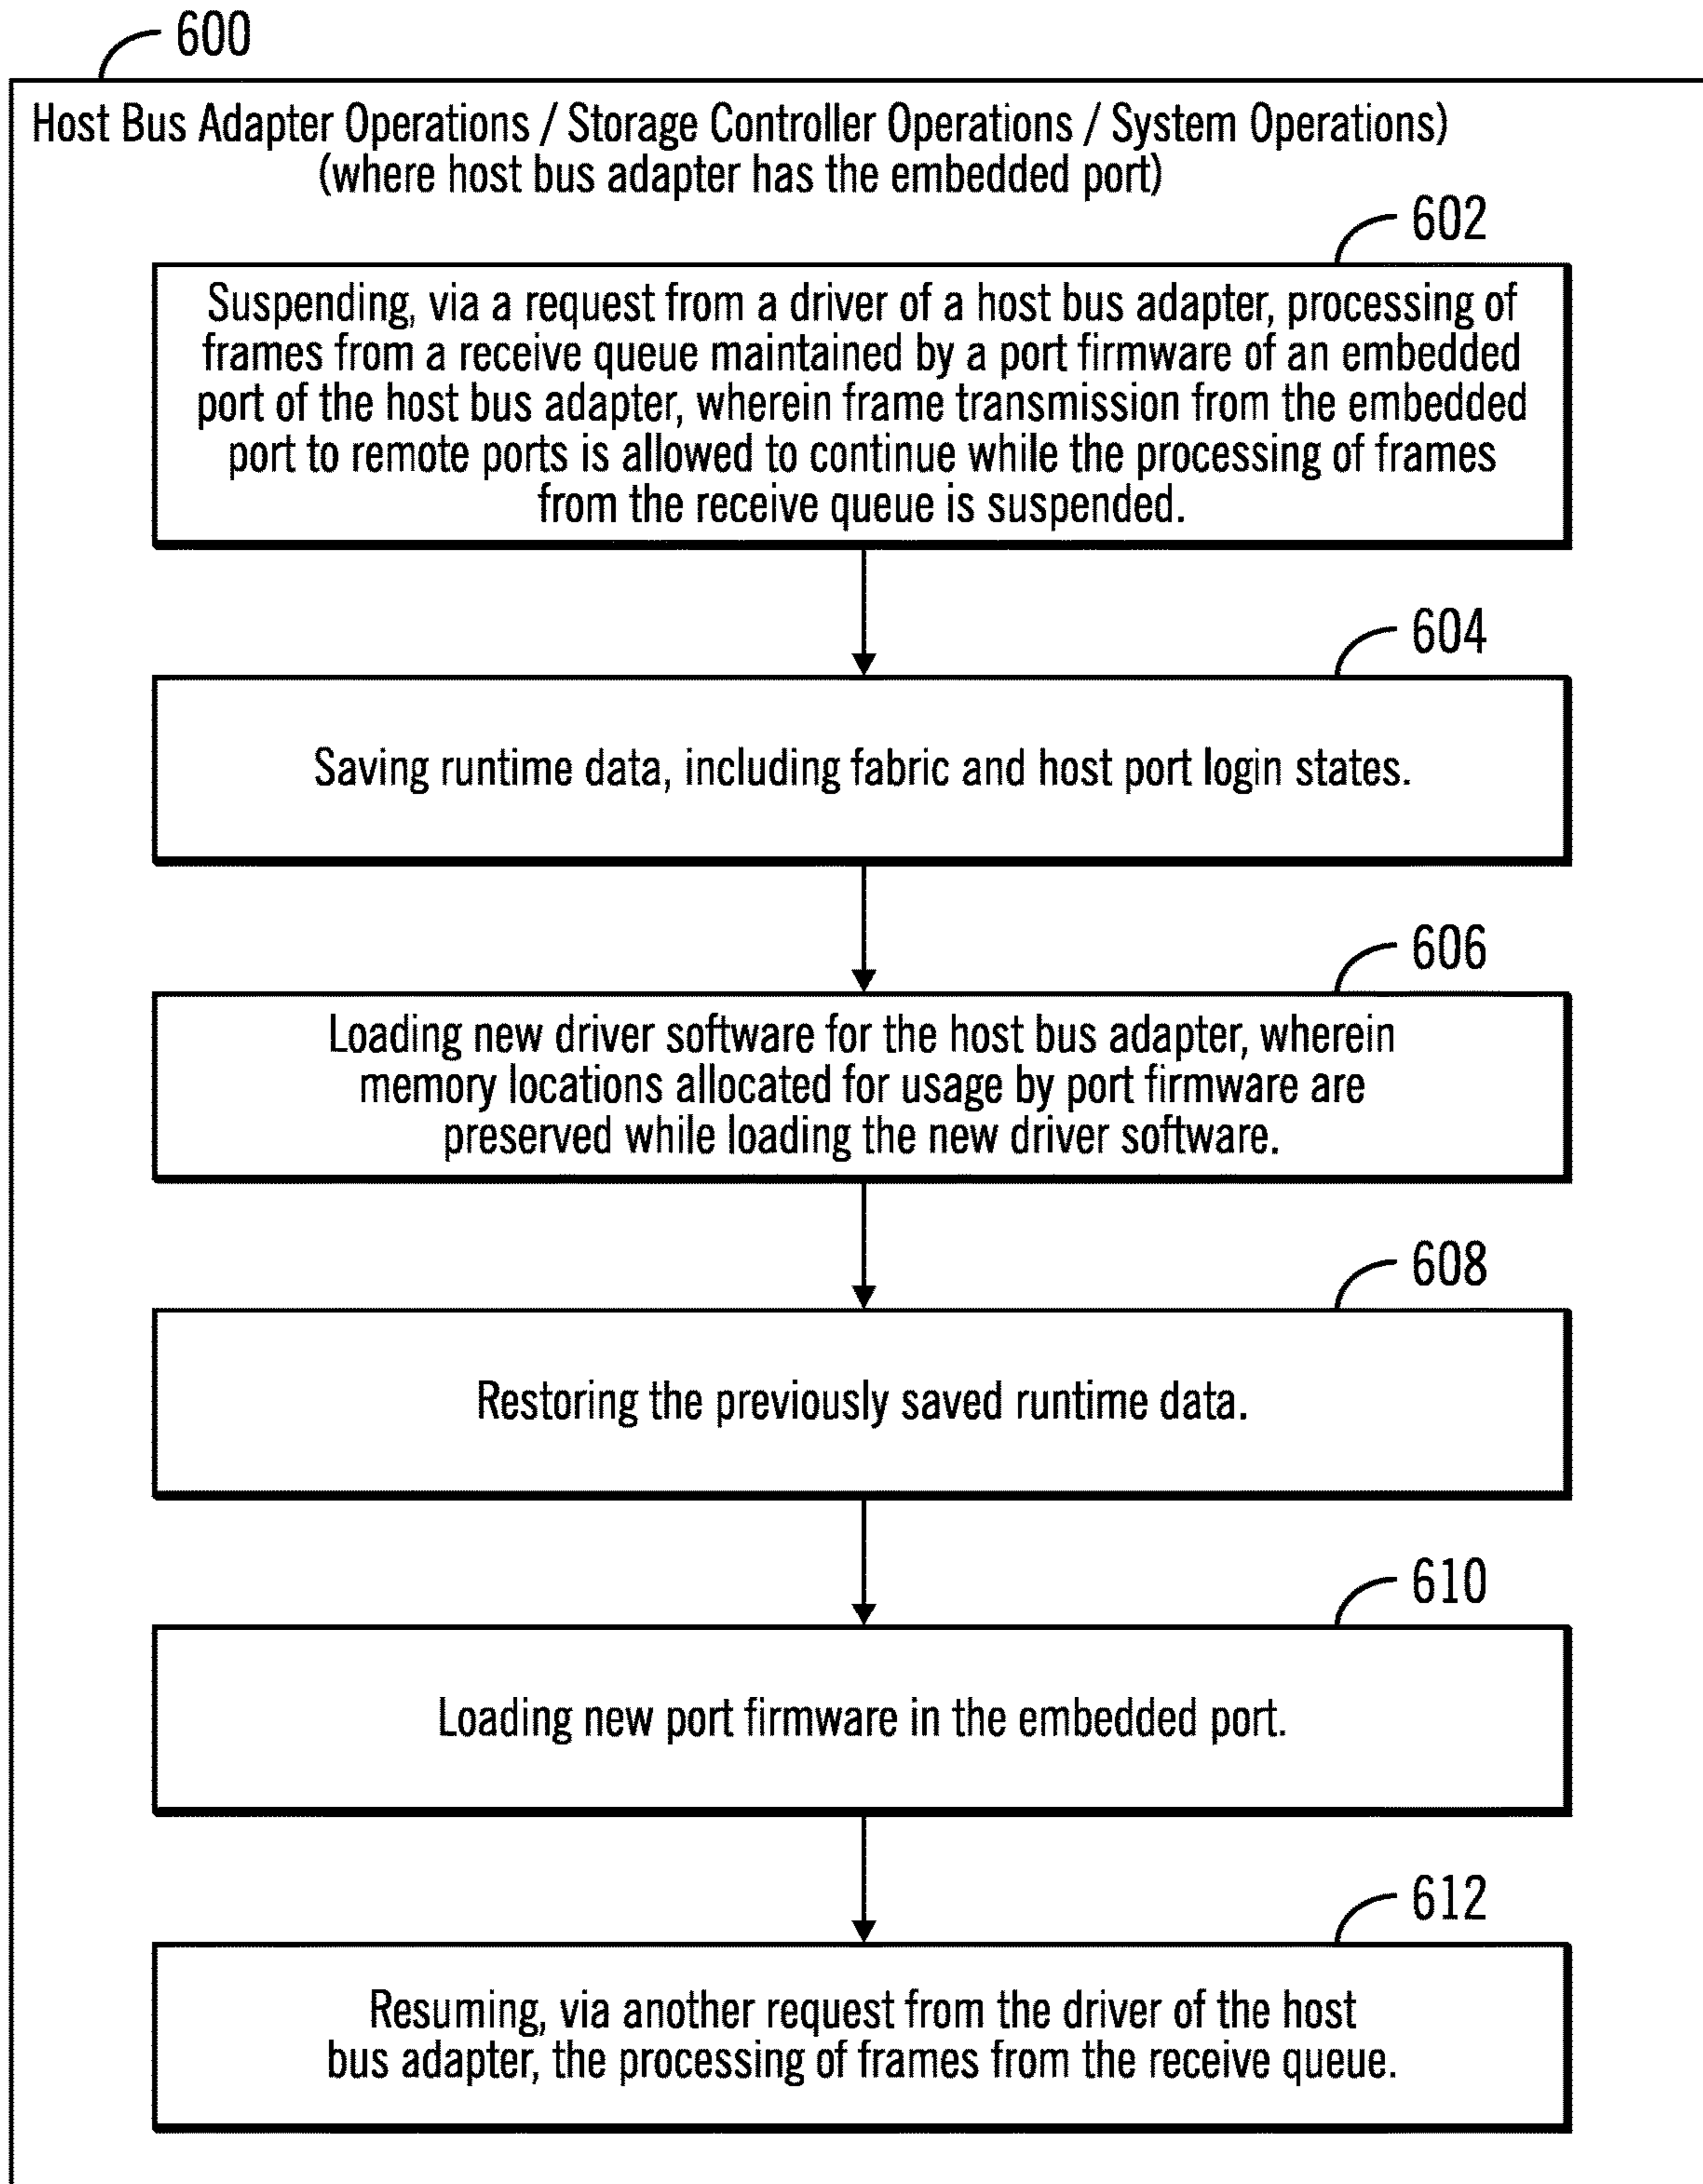 600
Host Bus Adapter Operations / Storage Controller Operations / System Operations)
(where host bus adapter has the embedded port)
602
Suspending, via a request from a driver of a host bus adapter, processing of
frames from a receive queue maintained by a port firmware of an embedded
port of the host bus adapter, wherein frame transmission from the embedded
port to remote ports is allowed to continue while the processing of frames
from the receive queue is suspended.
604
Saving runtime data, including fabric and host port login states.
606
Loading new driver software for the host bus adapter, wherein
memory locations allocated for usage by port firmware are
preserved while loading the new driver software.
608
Restoring the previously saved runtime data.
610
Loading new port firmware in the embedded port.
612
Resuming, via another request from the driver of the host
bus adapter, the processing of frames from the receive queue.